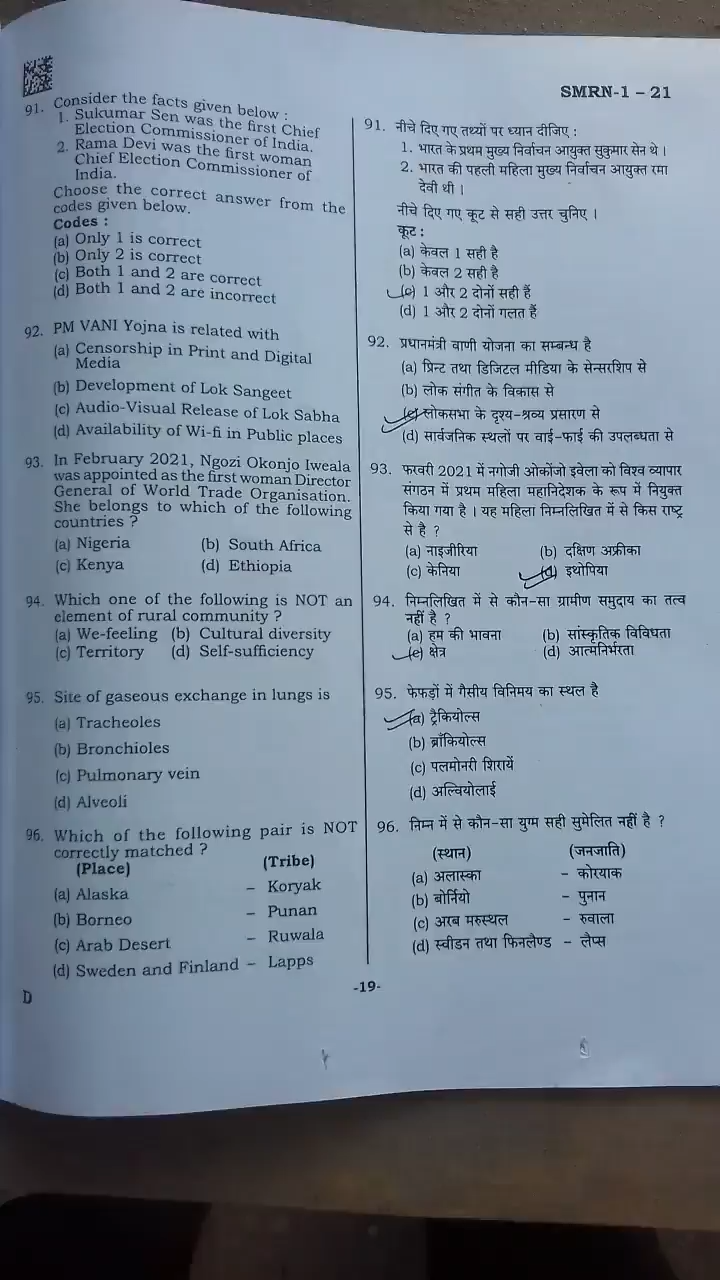 SMRN-1 – 21
91. Consider the facts given below :
1. Sukumar Sen was the first Chief
Election Commissioner of India.
2. Rama Devi was the first woman
Chief Election Commissioner of
India.
Choose the correct answer from the
codes given below.
Codes :
(a) Only 1 is correct
(b) Only 2 is correct
(c) Both 1 and 2 are correct
(d) Both 1 and 2 are incorrect
92. PM VANI Yojna is related with
(a) Censorship in Print and Digital
Media
(b) Development of Lok Sangeet
(c) Audio-Visual Release of Lok Sabha
(d) Availability of Wi-fi in Public places
93. In February 2021, Ngozi Okonjo Iweala
was appointed as the first woman Director
General of World Trade Organisation.
She belongs to which of the following
countries ?
(a) Nigeria (b) South Africa
(c) Kenya (d) Ethiopia
94. Which one of the following is NOT an
element of rural community ?
(a) We-feeling (b) Cultural diversity
(c) Territory (d) Self-sufficiency
95. Site of gaseous exchange in lungs is
(a) Tracheoles
(b) Bronchioles
(c) Pulmonary vein
(d) Alveoli
96. Which of the following pair is NOT
correctly matched ?
(Place) (Tribe)
(a) Alaska – Koryak
(b) Borneo – Punan
(c) Arab Desert – Ruwala
(d) Sweden and Finland – Lapps
91. नीचे दिए गए तथ्यों पर ध्यान दीजिए :
1. भारत के प्रथम मुख्य निर्वाचन आयुक्त सुकुमार सेन थे ।
2. भारत की पहली महिला मुख्य निर्वाचन आयुक्त रमा
देवी थी ।
नीचे दिए गए कूट से सही उत्तर चुनिए ।
कूट :
(a) केवल 1 सही है
(b) केवल 2 सही है
(c) 1 और 2 दोनों सही हैं
(d) 1 और 2 दोनों गलत हैं
92. प्रधानमंत्री वाणी योजना का सम्बन्ध है
(a) प्रिन्ट तथा डिजिटल मीडिया के सेन्सरशिप से
(b) लोक संगीत के विकास से
(c) लोकसभा के दृश्य-श्रव्य प्रसारण से
(d) सार्वजनिक स्थलों पर वाई-फाई की उपलब्धता से
93. फरवरी 2021 में नगोजी ओकोंजो इवेला को विश्व व्यापार
संगठन में प्रथम महिला महानिदेशक के रूप में नियुक्त
किया गया है । यह महिला निम्नलिखित में से किस राष्ट्र
से है ?
(a) नाइजीरिया (b) दक्षिण अफ्रीका
(c) केनिया (d) इथोपिया
94. निम्नलिखित में से कौन-सा ग्रामीण समुदाय का तत्व
नहीं है ?
(a) हम की भावना (b) सांस्कृतिक विविधता
(c) क्षेत्र (d) आत्मनिर्भरता
95. फेफड़ों में गैसीय विनिमय का स्थल है
(a) ट्रैकियोल्स
(b) ब्रॉंकियोल्स
(c) पलमोनरी शिरायें
(d) अल्वियोलाई
96. निम्न में से कौन-सा युग्म सही सुमेलित नहीं है ?
(स्थान) (जनजाति)
(a) अलास्का – कोरयाक
(b) बोर्नियो – पुनान
(c) अरब मरुस्थल – रुवाला
(d) स्वीडन तथा फिनलैण्ड – लैप्स
D
-19-